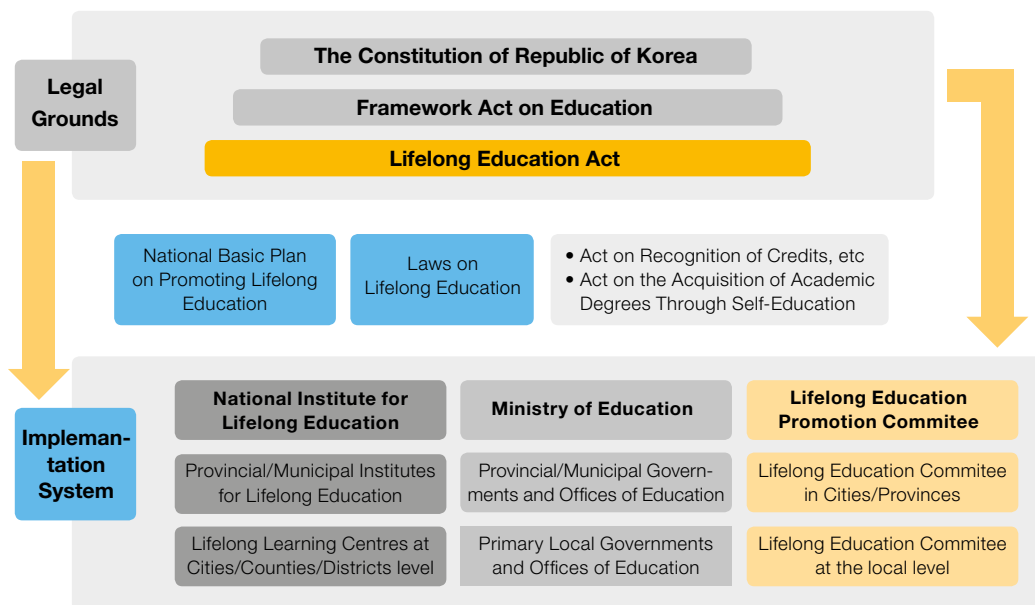 The Constitution of Republic of Korea
Legal
Grounds
Framework Act on Education
Lifelong Education Act
National Basic Plan
on Promoting Lifelong
Education
Laws on
Lifelong Education
• Act on Recognition of Credits, etc
• Act on the Acquisition of Academic
Degrees Through Self-Education
Impleman-
tation
System
National Institute for
Lifelong Education
Ministry of Education
Lifelong Education
Promotion Commitee
Provincial/Municipal Institutes
for Lifelong Education
Provincial/Municipal Govern-
ments and Offices of Education
Lifelong Education Commitee
in Cities/Provinces
Lifelong Learning Centres at
Cities/Counties/Districts level
Primary Local Governments
and Offices of Education
Lifelong Education Commitee
at the local level